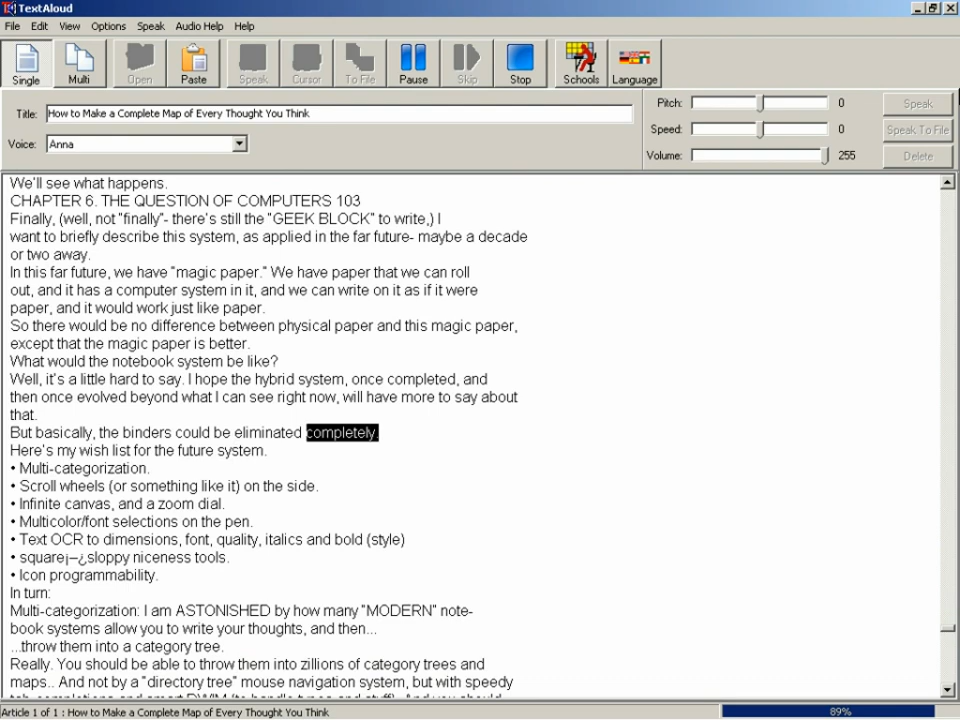 TextAloud
File Edit View Options Speak Audio Help Help
Single Multi Open Paste Speak Cursor To File Pause Skip Stop Schools Language
Title: How to Make a Complete Map of Every Thought You Think
Voice: Anna
Pitch: 0 Speak
Speed: 0 Speak To File
Volume: 255 Delete
We'll see what happens.
CHAPTER 6. THE QUESTION OF COMPUTERS 103
Finally, (well, not "finally"- there's still the "GEEK BLOCK" to write,) I
want to briefly describe this system, as applied in the far future- maybe a decade
or two away.
In this far future, we have "magic paper." We have paper that we can roll
out, and it has a computer system in it, and we can write on it as if it were
paper, and it would work just like paper.
So there would be no difference between physical paper and this magic paper,
except that the magic paper is better.
What would the notebook system be like?
Well, it's a little hard to say. I hope the hybrid system, once completed, and
then once evolved beyond what I can see right now, will have more to say about
that.
But basically, the binders could be eliminated completely.
Here's my wish list for the future system.
• Multi-categorization.
• Scroll wheels (or something like it) on the side.
• Infinite canvas, and a zoom dial.
• Multicolor/font selections on the pen.
• Text OCR to dimensions, font, quality, italics and bold (style)
• square¡–¿sloppy niceness tools.
• Icon programmability.
In turn:
Multi-categorization: I am ASTONISHED by how many "MODERN" note-
book systems allow you to write your thoughts, and then...
...throw them into a category tree.
Really. You should be able to throw them into zillions of category trees and
maps.. And not by a "directory tree" mouse navigation system, but with speedy
Article 1 of 1 : How to Make a Complete Map of Every Thought You Think 89%